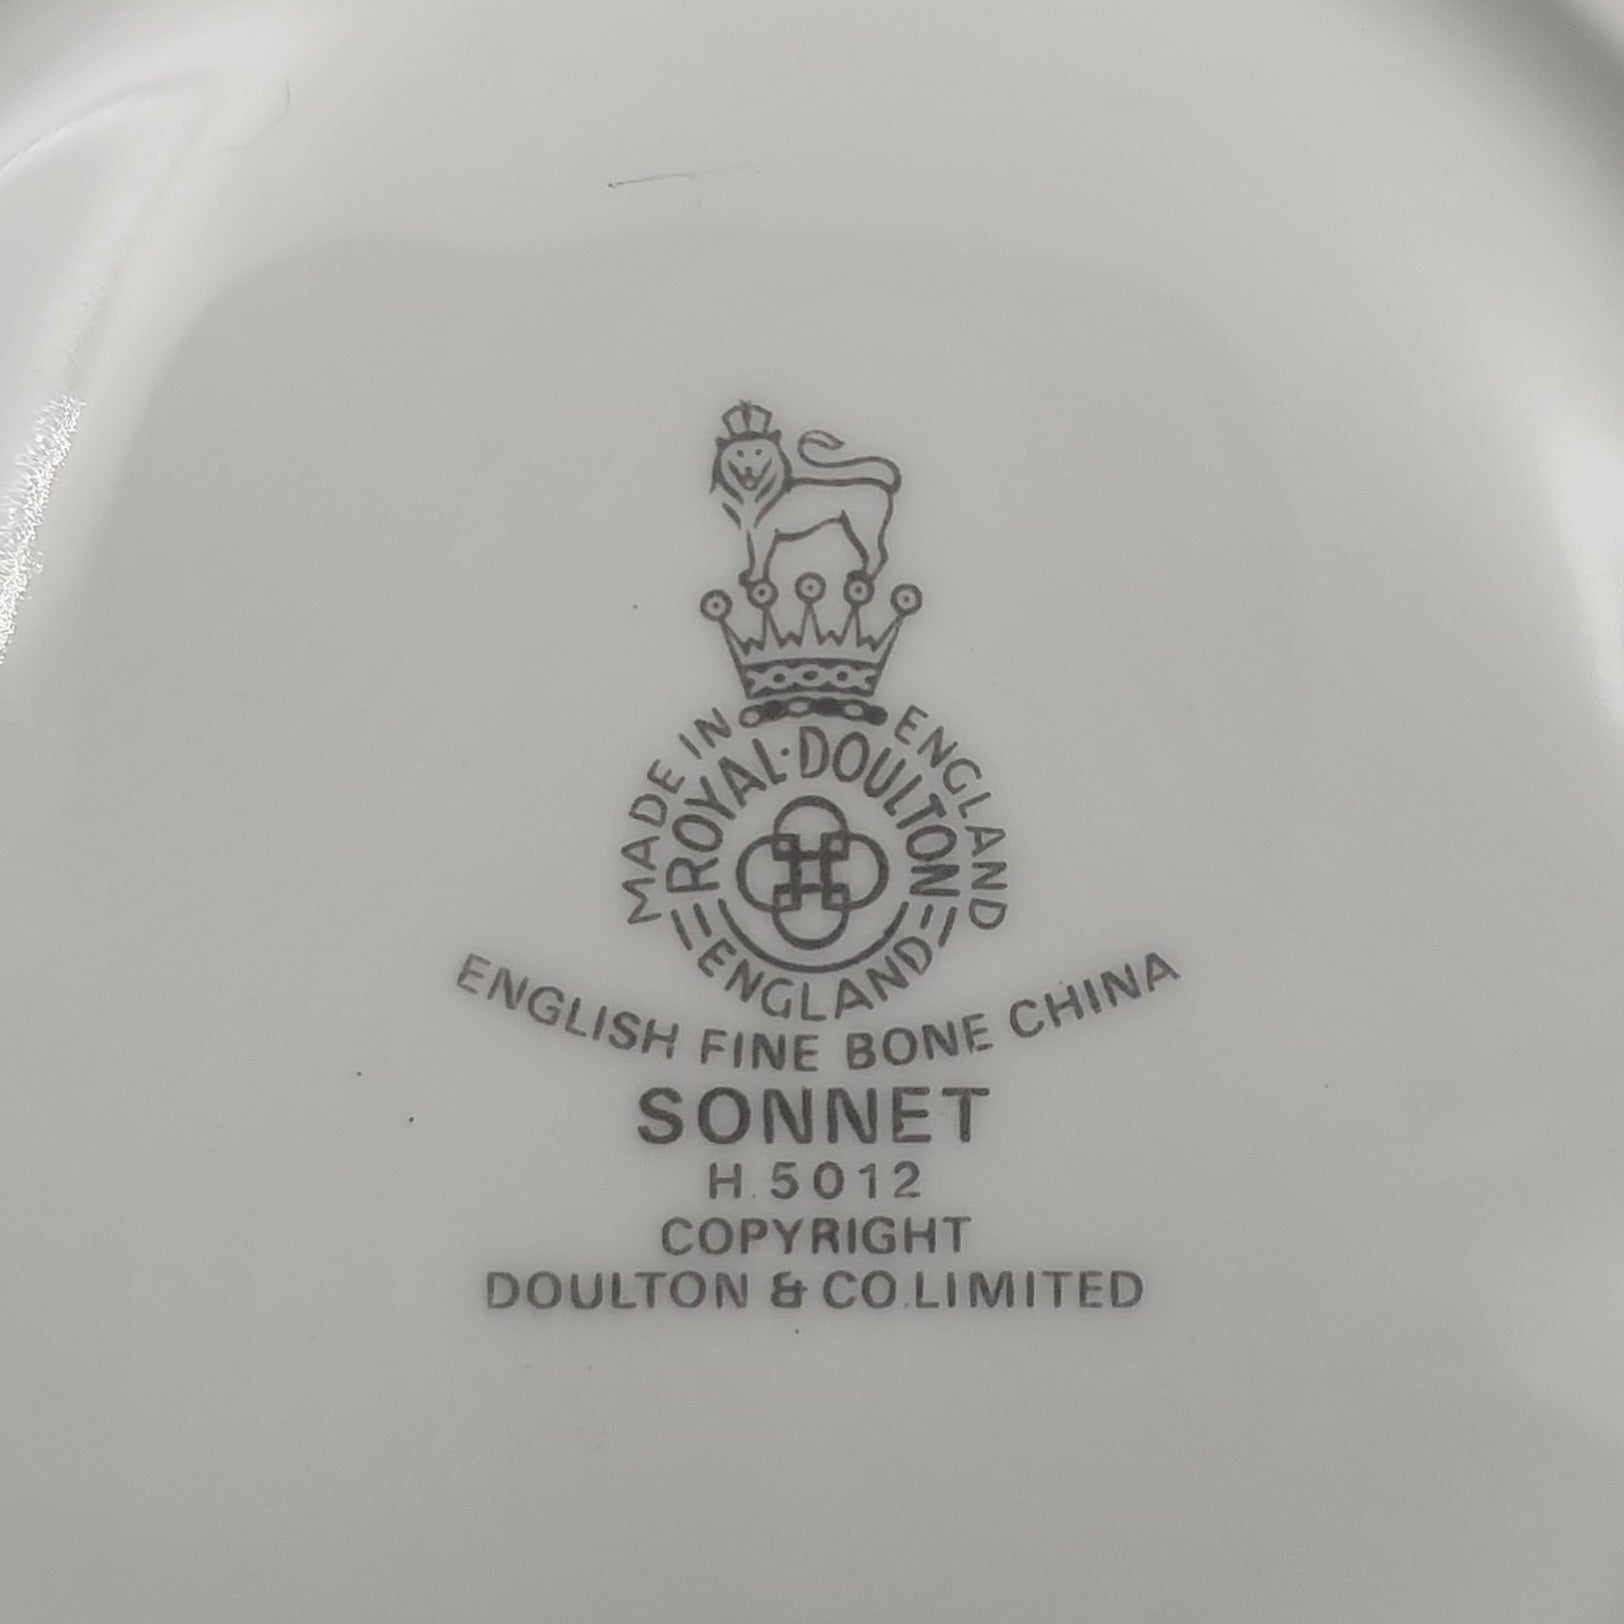 MADE IN ENGLAND
ROYAL·DOULTON
ENGLAND
ENGLISH FINE BONE CHINA
SONNET
H.5012
COPYRIGHT
DOULTON & CO.LIMITED